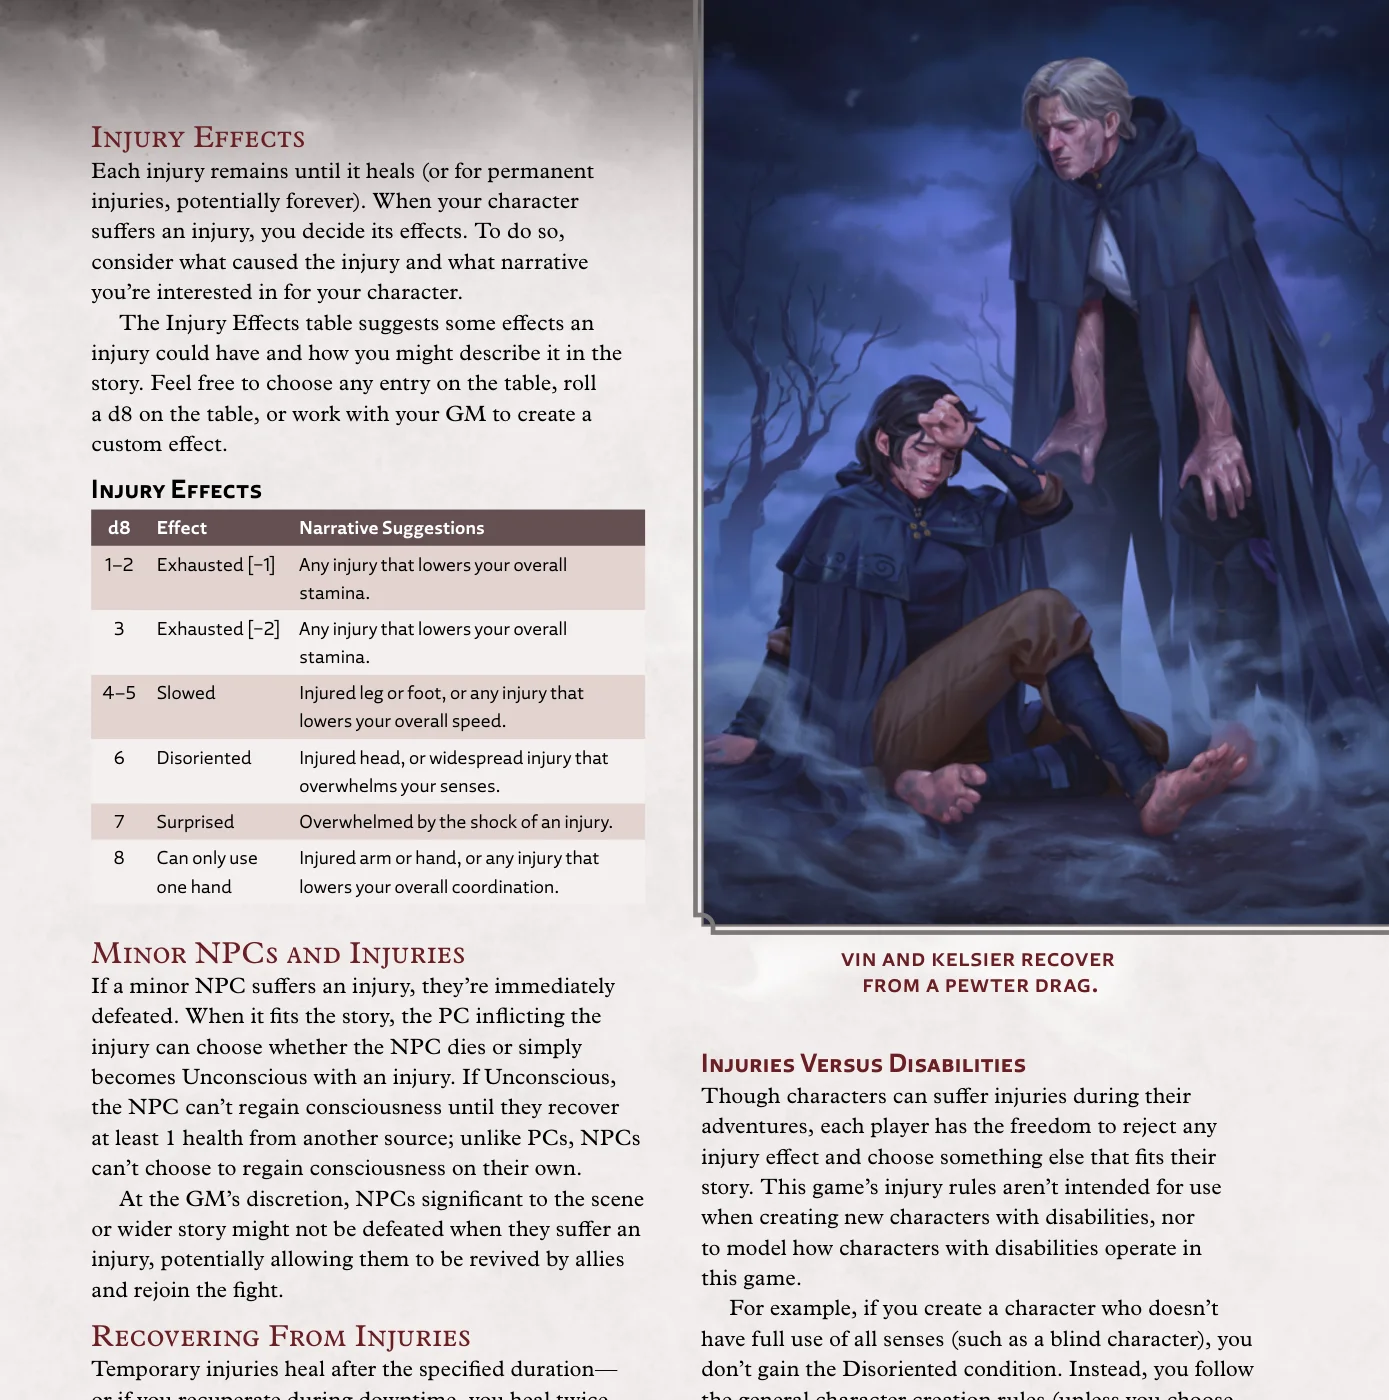 Injury Effects
Each injury remains until it heals (or for permanent
injuries, potentially forever). When your character
suffers an injury, you decide its effects. To do so,
consider what caused the injury and what narrative
you’re interested in for your character.
The Injury Effects table suggests some effects an
injury could have and how you might describe it in the
story. Feel free to choose any entry on the table, roll
a d8 on the table, or work with your GM to create a
custom effect.
Injury Effects
d8 Effect Narrative Suggestions
1–2 Exhausted [−1] Any injury that lowers your overall
stamina.
3 Exhausted [−2] Any injury that lowers your overall
stamina.
4–5 Slowed Injured leg or foot, or any injury that
lowers your overall speed.
6 Disoriented Injured head, or widespread injury that
overwhelms your senses.
7 Surprised Overwhelmed by the shock of an injury.
8 Can only use Injured arm or hand, or any injury that
one hand lowers your overall coordination.
Minor NPCs and Injuries
If a minor NPC suffers an injury, they’re immediately
defeated. When it fits the story, the PC inflicting the
injury can choose whether the NPC dies or simply
becomes Unconscious with an injury. If Unconscious,
the NPC can’t regain consciousness until they recover
at least 1 health from another source; unlike PCs, NPCs
can’t choose to regain consciousness on their own.
At the GM’s discretion, NPCs significant to the scene
or wider story might not be defeated when they suffer an
injury, potentially allowing them to be revived by allies
and rejoin the fight.
Recovering From Injuries
Temporary injuries heal after the specified duration—
or if you recuperate during downtime, you heal twice
VIN AND KELSIER RECOVER
FROM A PEWTER DRAG.
Injuries Versus Disabilities
Though characters can suffer injuries during their
adventures, each player has the freedom to reject any
injury effect and choose something else that fits their
story. This game’s injury rules aren’t intended for use
when creating new characters with disabilities, nor
to model how characters with disabilities operate in
this game.
For example, if you create a character who doesn’t
have full use of all senses (such as a blind character), you
don’t gain the Disoriented condition. Instead, you follow
the general character creation rules (unless you choose